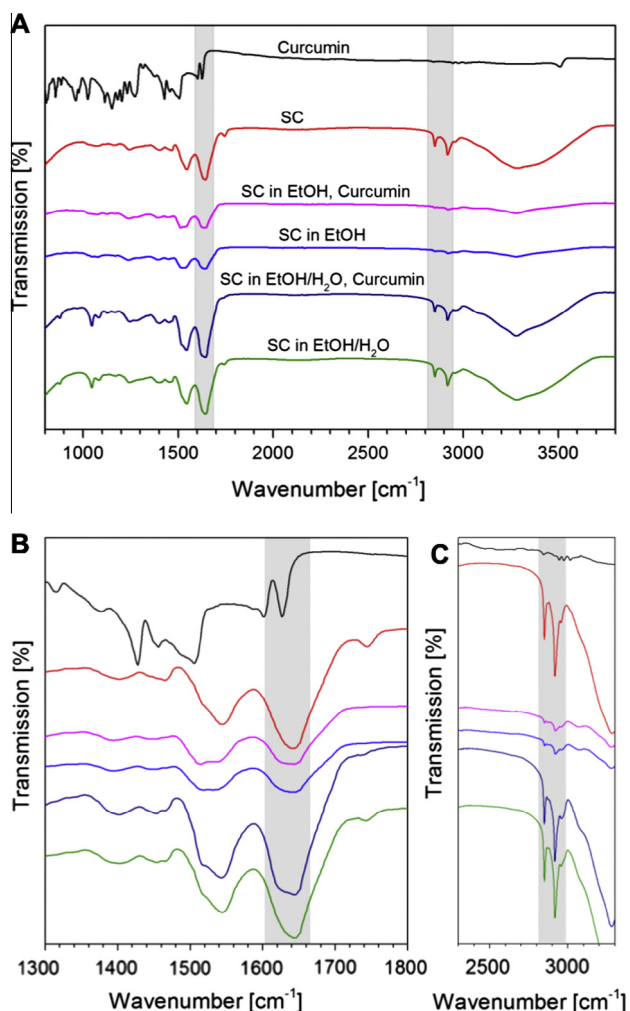 A
Curcumin
SC
SC in EtOH, Curcumin
SC in EtOH
SC in EtOH/H₂O, Curcumin
SC in EtOH/H₂O
Transmission [%]
1000 1500 2000 2500 3000 3500
Wavenumber [cm⁻¹]
B
Transmission [%]
1300 1400 1500 1600 1700 1800
Wavenumber [cm⁻¹]
C
Transmission [%]
2500 3000
Wavenumber [cm⁻¹]